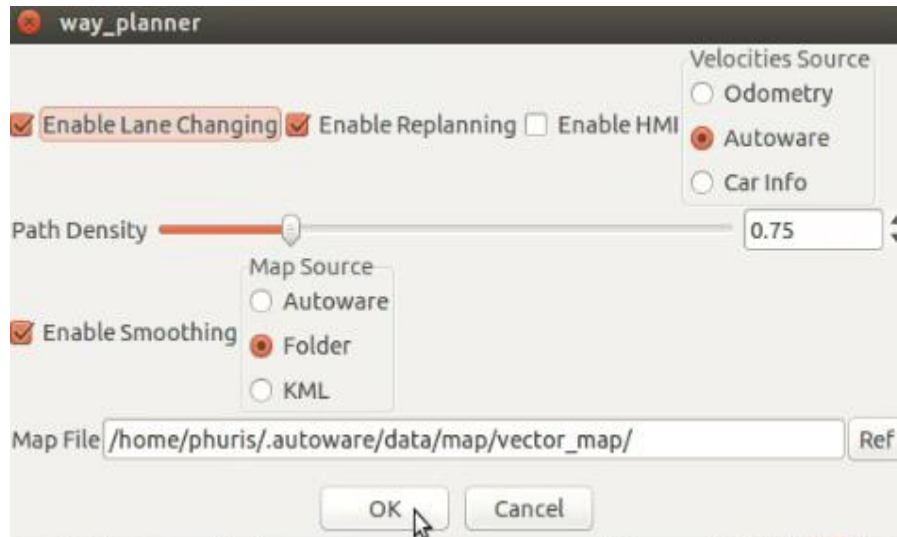 way_planner
Velocities Source
Odometry
Enable Lane Changing Enable Replanning Enable HMI Autoware
Car Info
Path Density 0.75
Map Source
Autoware
Enable Smoothing Folder
KML
Map File /home/phuris/.autoware/data/map/vector_map/ Ref
OK Cancel